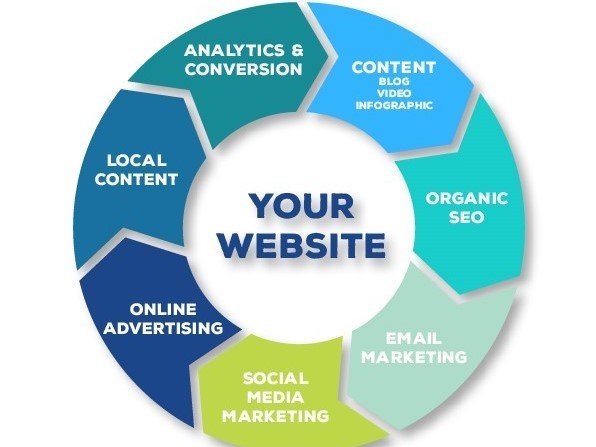 ANALYTICS &
CONVERSION
CONTENT
BLOG
VIDEO
INFOGRAPHIC
ORGANIC
SEO
EMAIL
MARKETING
SOCIAL
MEDIA
MARKETING
ONLINE
ADVERTISING
LOCAL
CONTENT
YOUR
WEBSITE